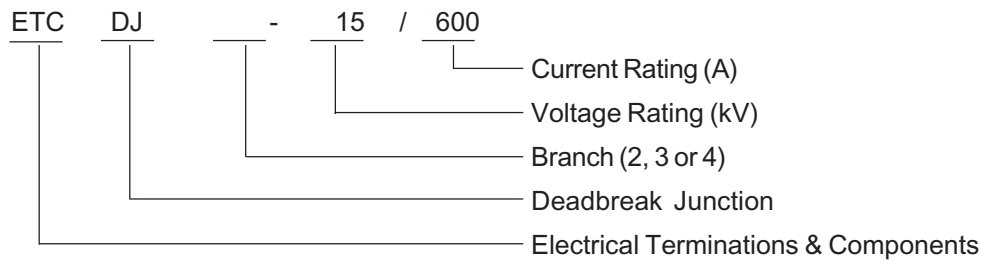 ETC DJ - 15 / 600
Current Rating (A)
Voltage Rating (kV)
Branch (2, 3 or 4)
Deadbreak Junction
Electrical Terminations & Components